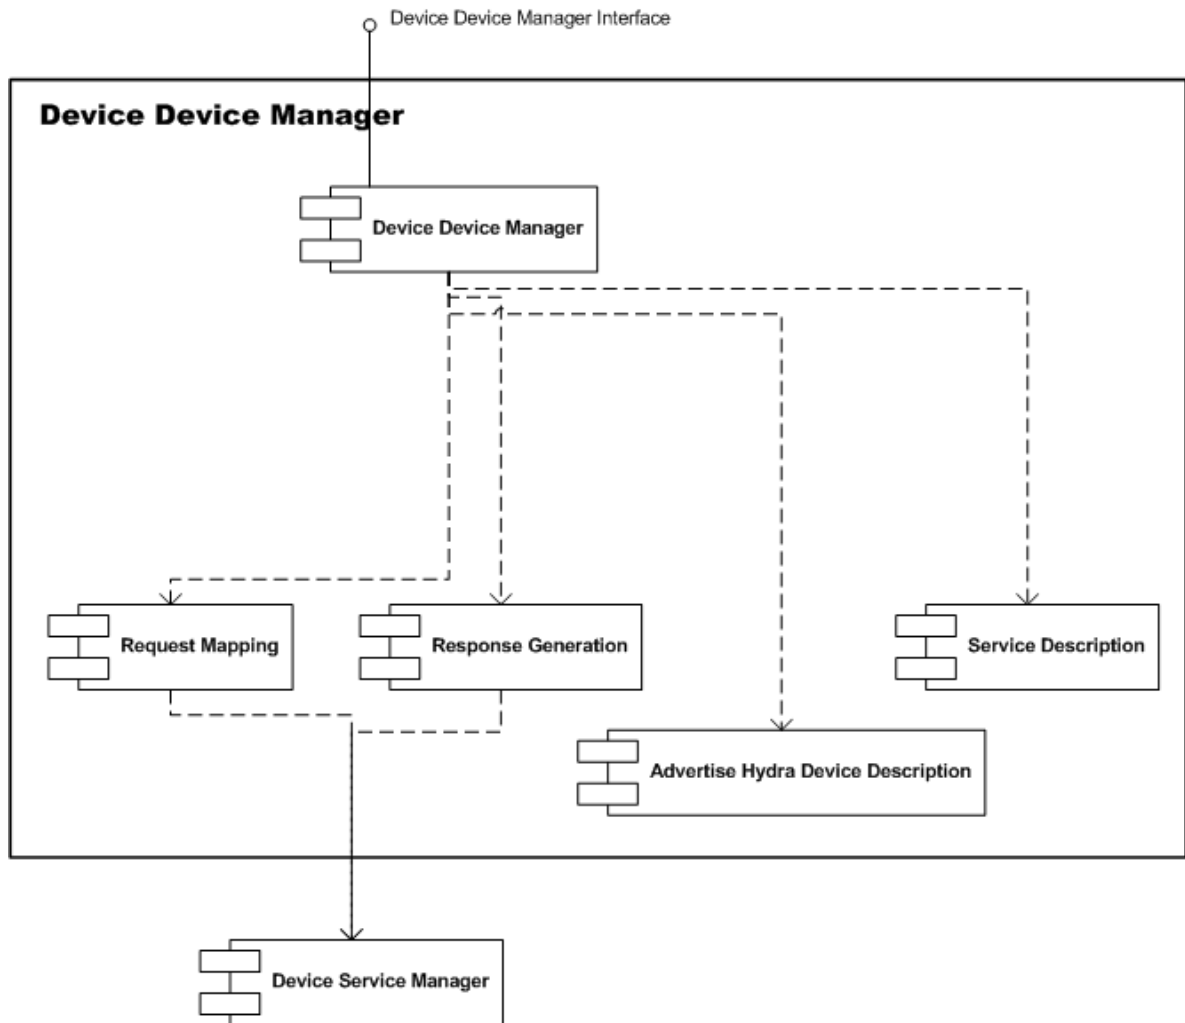 Device Device Manager Interface
Device Device Manager
Device Device Manager
Request Mapping
Response Generation
Service Description
Advertise Hydra Device Description
Device Service Manager